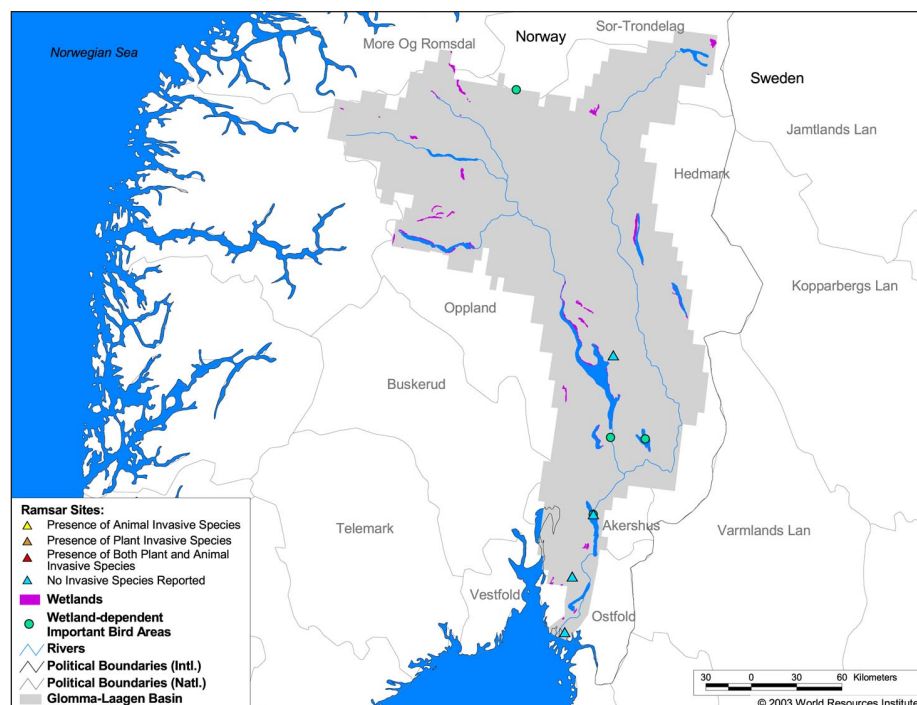 Norwegian Sea
More Og Romsdal
Norway
Sor-Trondelag
Sweden
Jamtlands Lan
Hedmark
Kopparbergs Lan
Oppland
Buskerud
Telemark
Akershus
Varmlands Lan
Vestfold
Ostfold
Ramsar Sites:
Presence of Animal Invasive Species
Presence of Plant Invasive Species
Presence of Both Plant and Animal
Invasive Species
No Invasive Species Reported
Wetlands
Wetland-dependent
Important Bird Areas
Rivers
Political Boundaries (Intl.)
Political Boundaries (Natl.)
Glomma-Laagen Basin
30 0 30 60 Kilometers
© 2003 World Resources Institute